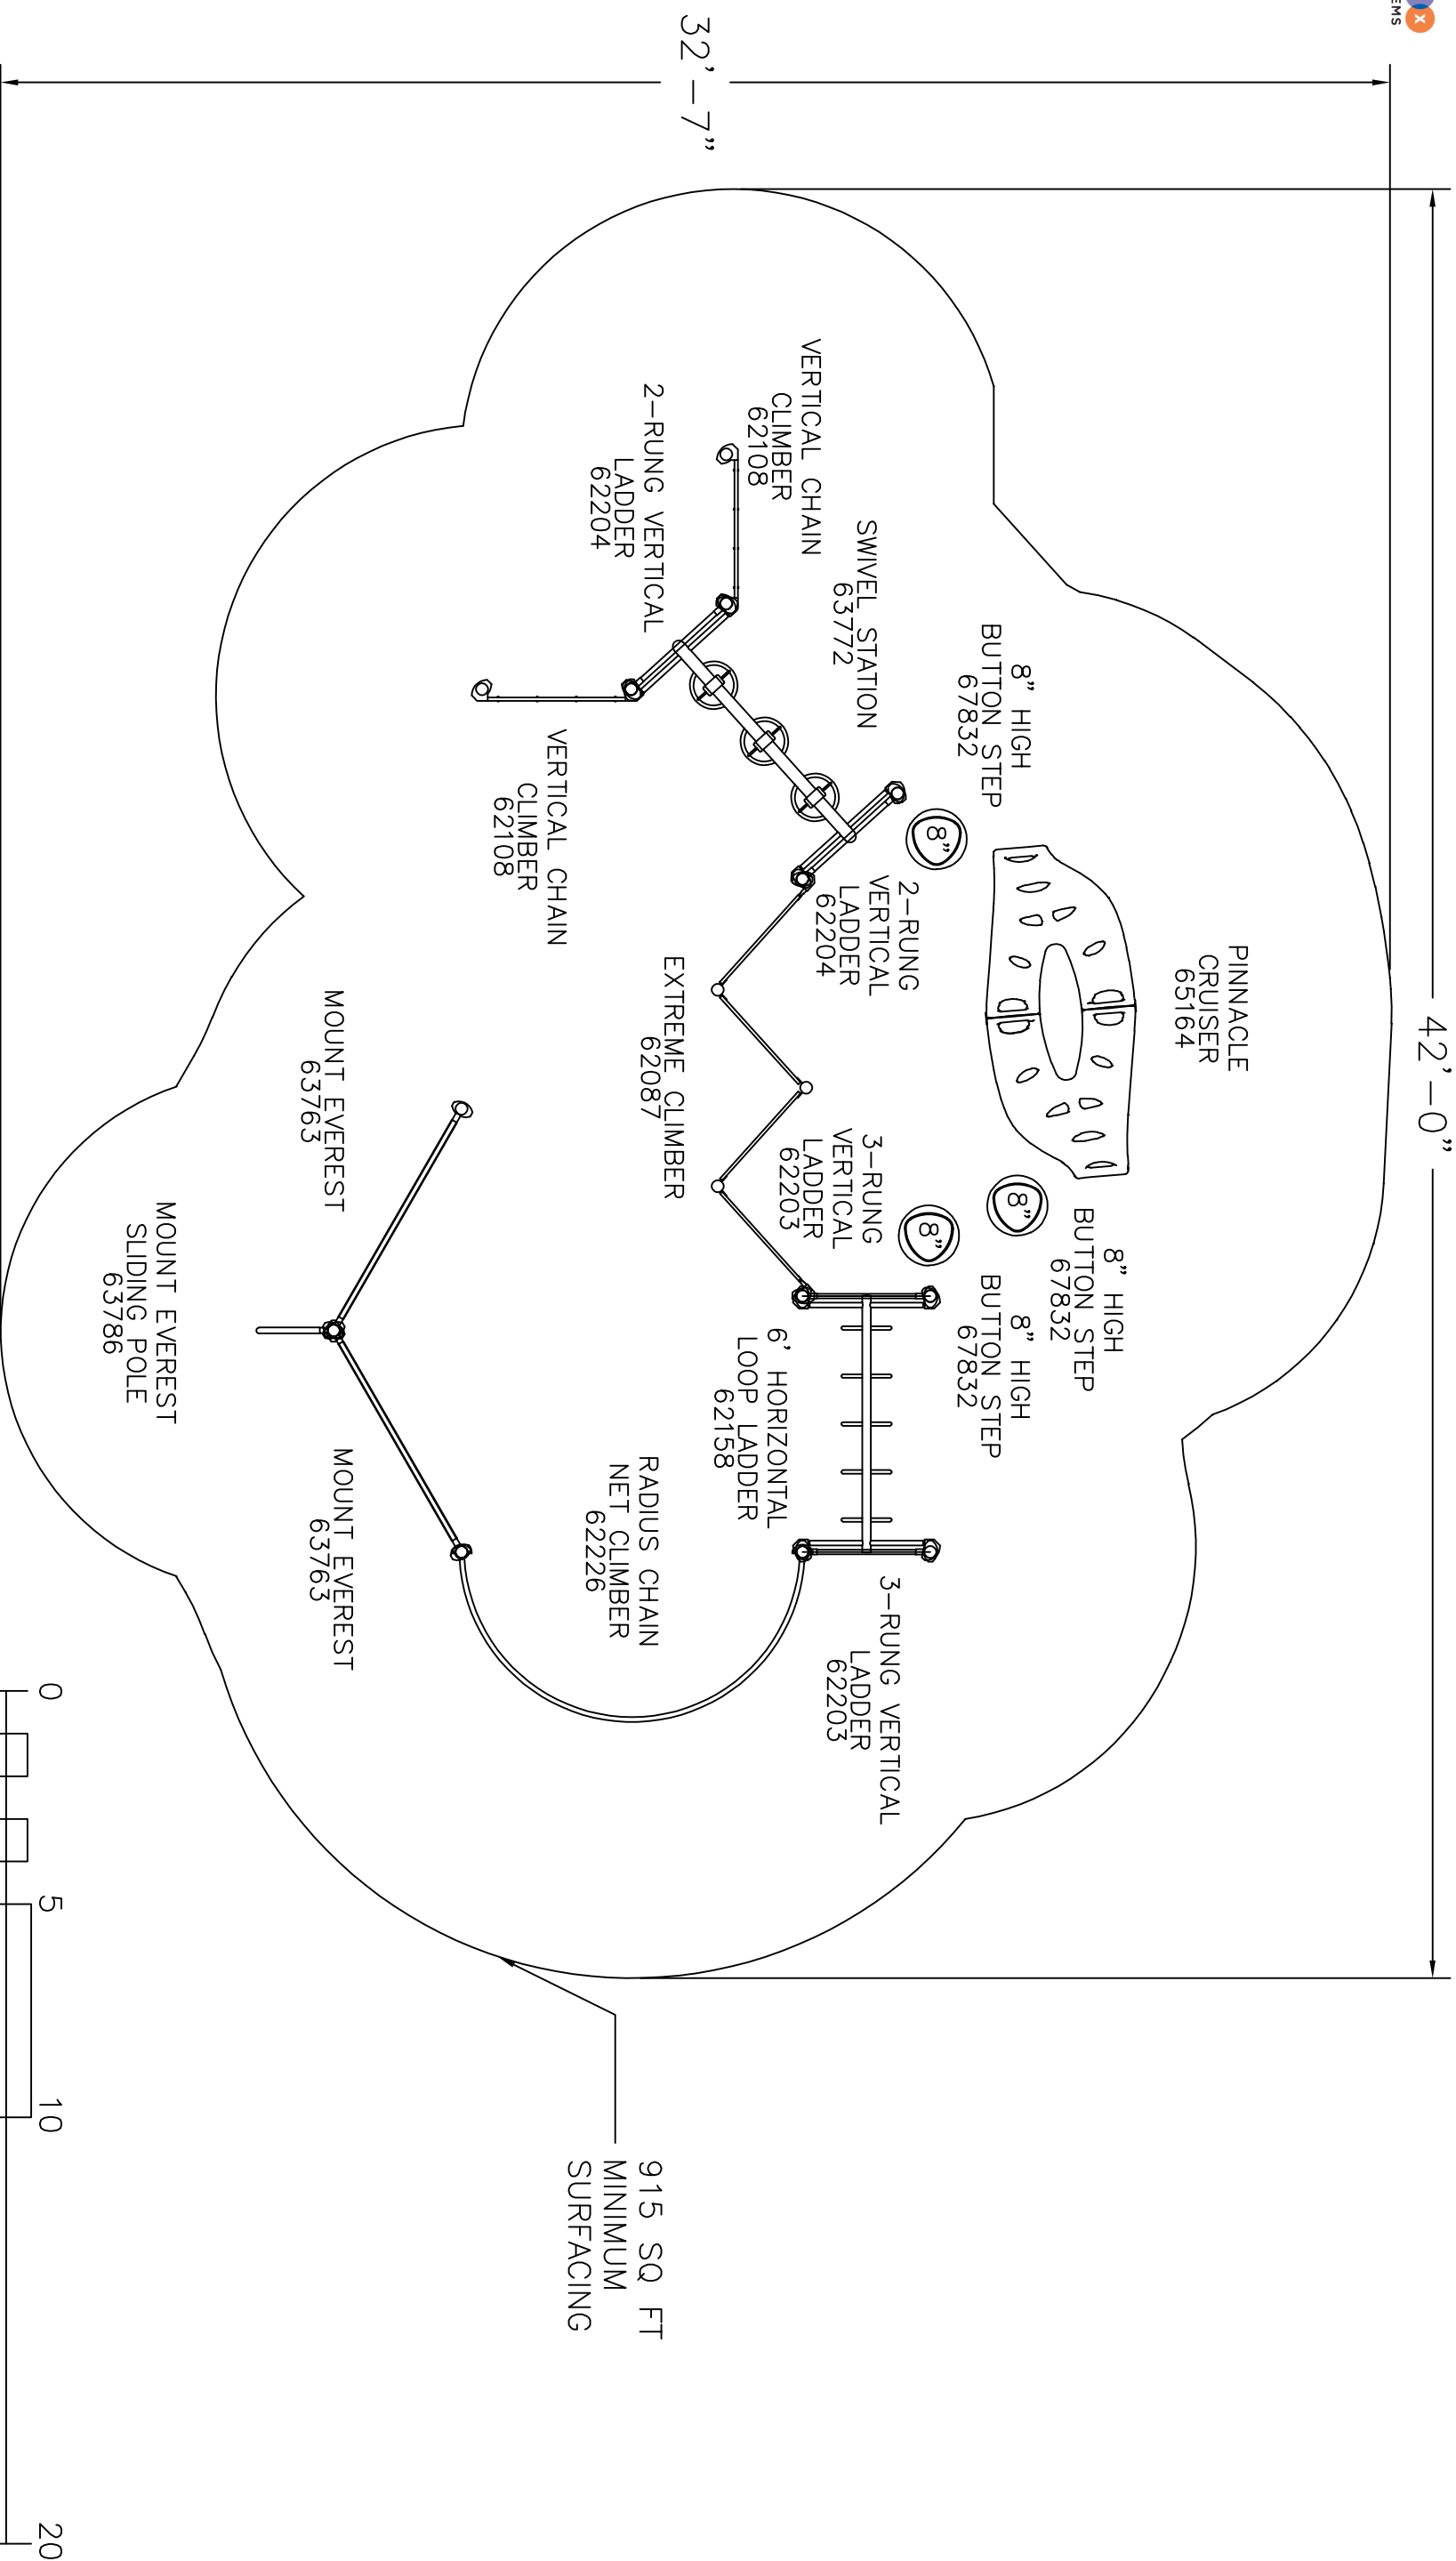 X
EMS
42'-0"
32'-7"
PINNACLE
CRUISER
65164
8" HIGH
BUTTON STEP
67832
8"
8" HIGH
BUTTON STEP
67832
8"
8" HIGH
BUTTON STEP
67832
8"
SWIVEL STATION
63772
VERTICAL CHAIN
CLIMBER
62108
2-RUNG VERTICAL
LADDER
62204
2-RUNG
VERTICAL
LADDER
62204
3-RUNG
VERTICAL
LADDER
62203
3-RUNG VERTICAL
LADDER
62203
6' HORIZONTAL
LOOP LADDER
62158
EXTREME CLIMBER
62087
VERTICAL CHAIN
CLIMBER
62108
RADIUS CHAIN
NET CLIMBER
62226
MOUNT EVEREST
63763
MOUNT EVEREST
63763
MOUNT EVEREST
SLIDING POLE
63786
915 SQ FT
MINIMUM
SURFACING
0 5 10 20